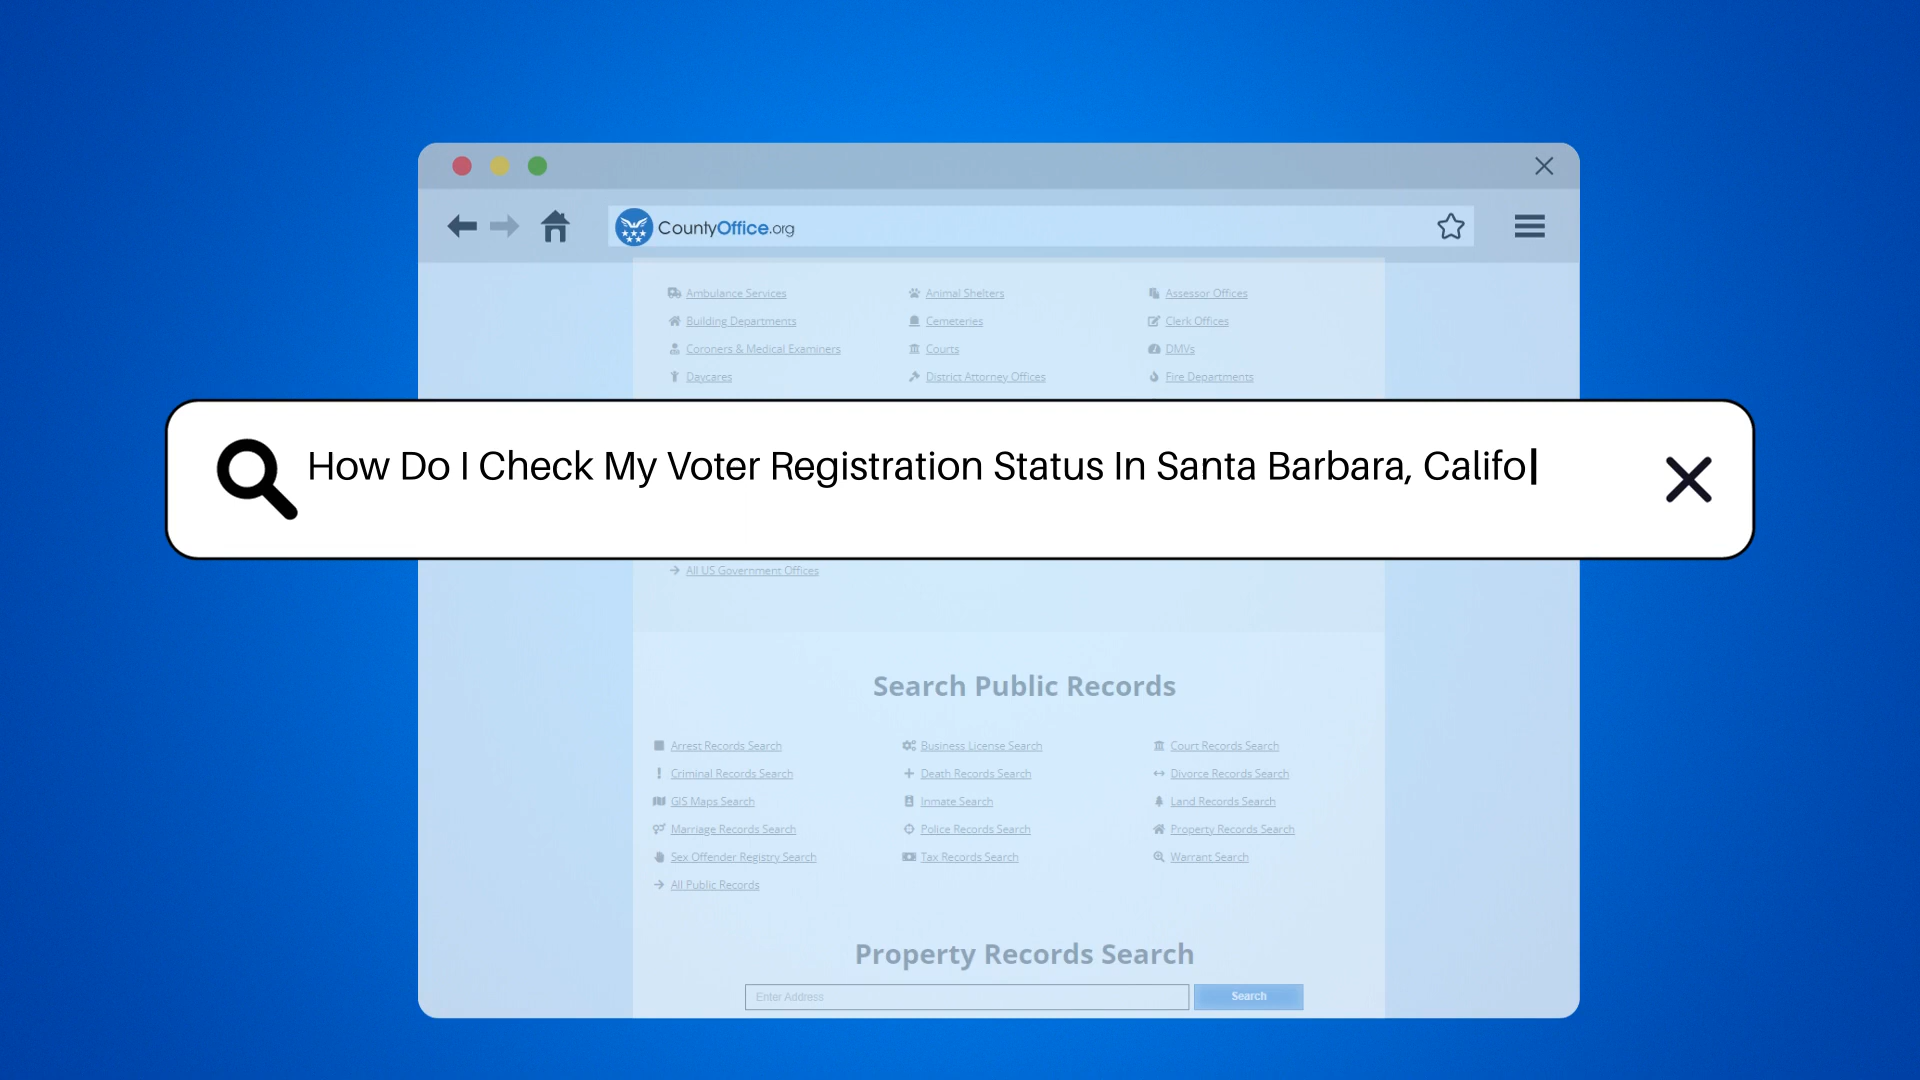 CountyOffice.org
Ambulance Services Animal Shelters Assessor Offices
Building Departments Cemeteries Clerk Offices
Coroners & Medical Examiners Courts DMVs
Daycares District Attorney Offices Fire Departments
How Do I Check My Voter Registration Status In Santa Barbara, Califo
All US Government Offices
Search Public Records
Arrest Records Search Business License Search Court Records Search
Criminal Records Search Death Records Search Divorce Records Search
GIS Maps Search Inmate Search Land Records Search
Marriage Records Search Police Records Search Property Records Search
Sex Offender Registry Search Tax Records Search Warrant Search
All Public Records
Property Records Search
Enter Address Search